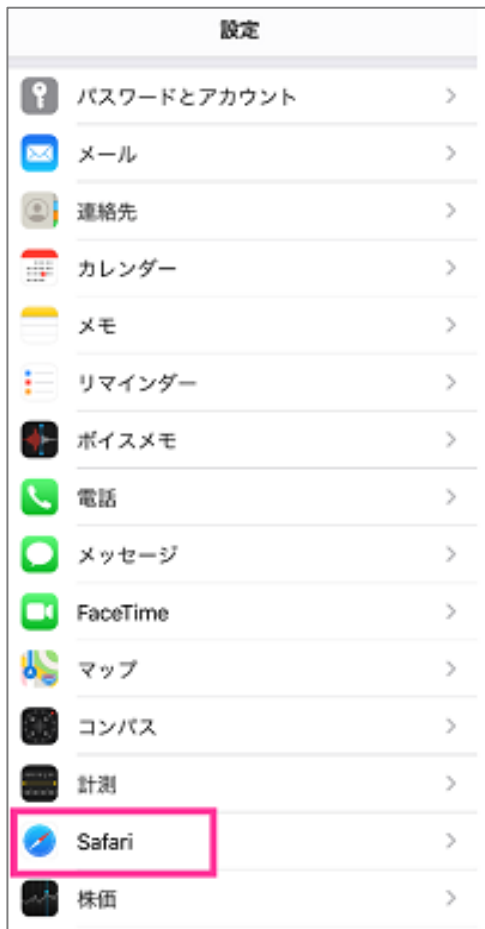 設定
パスワードとアカウント
メール
連絡先
カレンダー
メモ
リマインダー
ボイスメモ
電話
メッセージ
FaceTime
マップ
コンパス
計測
Safari
株価